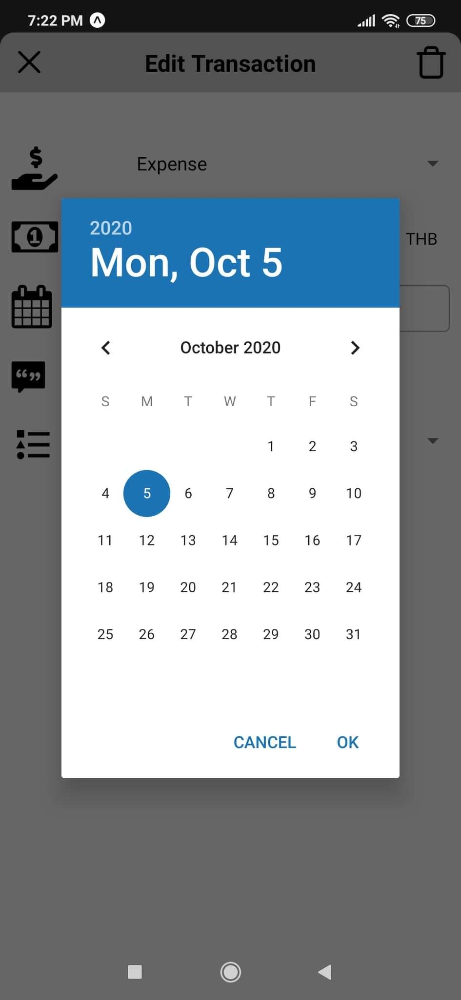 7:22 PM 75
Edit Transaction
$
Expense
1 THB
2020
Mon, Oct 5
“ ”
October 2020
S M T W T F S
1 2 3
4 5 6 7 8 9 10
11 12 13 14 15 16 17
18 19 20 21 22 23 24
25 26 27 28 29 30 31
CANCEL OK